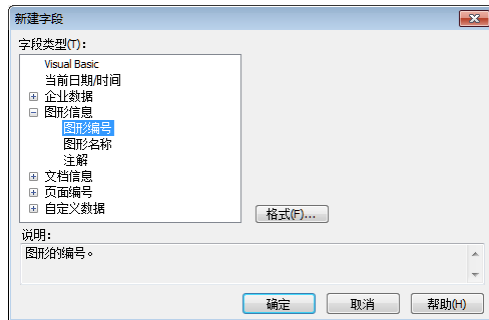 新建字段
字段类型(T):
Visual Basic
当前日期/时间
企业数据
图形信息
图形编号
图形名称
注解
文档信息
页面编号
自定义数据
格式(F)...
说明:
图形的编号。
确定
取消
帮助(H)